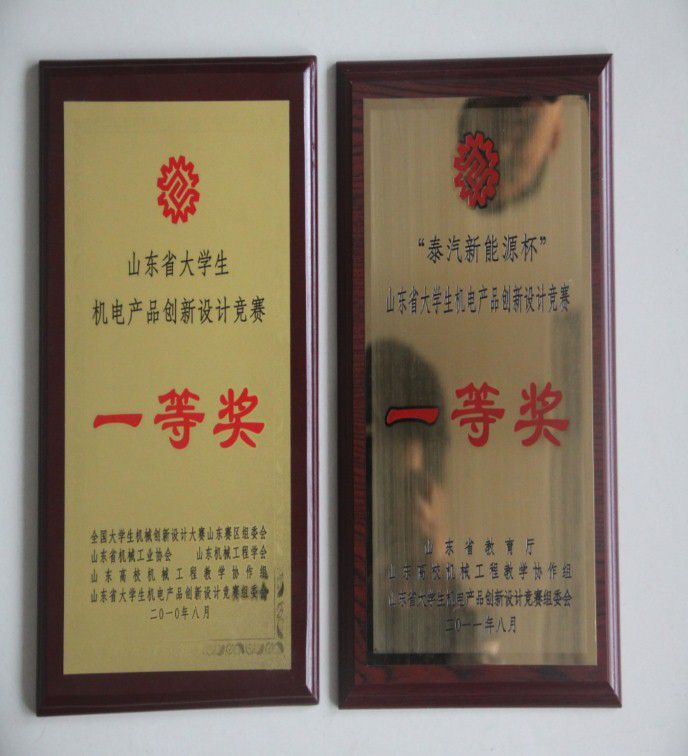 山东省大学生
机电产品创新设计竞赛
一等奖
全国大学生机械创新设计大赛山东赛区组委会
山东省机械工业协会 山东机械工程学会
山东高校机械工程教学协作组
山东省大学生机电产品创新设计竞赛组委会
二〇一〇年八月
“泰汽新能源杯”
山东省大学生机电产品创新设计竞赛
一等奖
山东省教育厅
山东高校机械工程教学协作组
山东省大学生机电产品创新设计竞赛组委会
二〇一一年八月